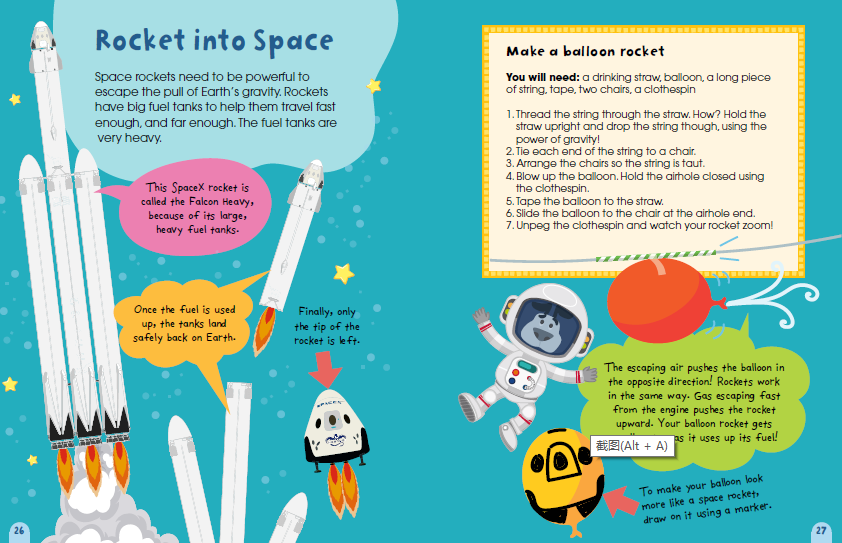 Rocket into Space
Space rockets need to be powerful to
escape the pull of Earth's gravity. Rockets
have big fuel tanks to help them travel fast
enough, and far enough. The fuel tanks are
very heavy.
This SpaceX rocket is
called the Falcon Heavy,
because of its large,
heavy fuel tanks.
Once the fuel is used
up, the tanks land
safely back on Earth.
Finally, only
the tip of the
rocket is left.
SPACEX
26
Make a balloon rocket
You will need: a drinking straw, balloon, a long piece
of string, tape, two chairs, a clothespin
1. Thread the string through the straw. How? Hold the
straw upright and drop the string though, using the
power of gravity!
2. Tie each end of the string to a chair.
3. Arrange the chairs so the string is taut.
4. Blow up the balloon. Hold the airhole closed using
the clothespin.
5. Tape the balloon to the straw.
6. Slide the balloon to the chair at the airhole end.
7. Unpeg the clothespin and watch your rocket zoom!
The escaping air pushes the balloon in
the opposite direction! Rockets work
in the same way. Gas escaping fast
from the engine pushes the rocket
upward. Your balloon rocket gets
as it uses up its fuel!
截图(Alt + A)
To make your balloon look
more like a space rocket,
draw on it using a marker.
27